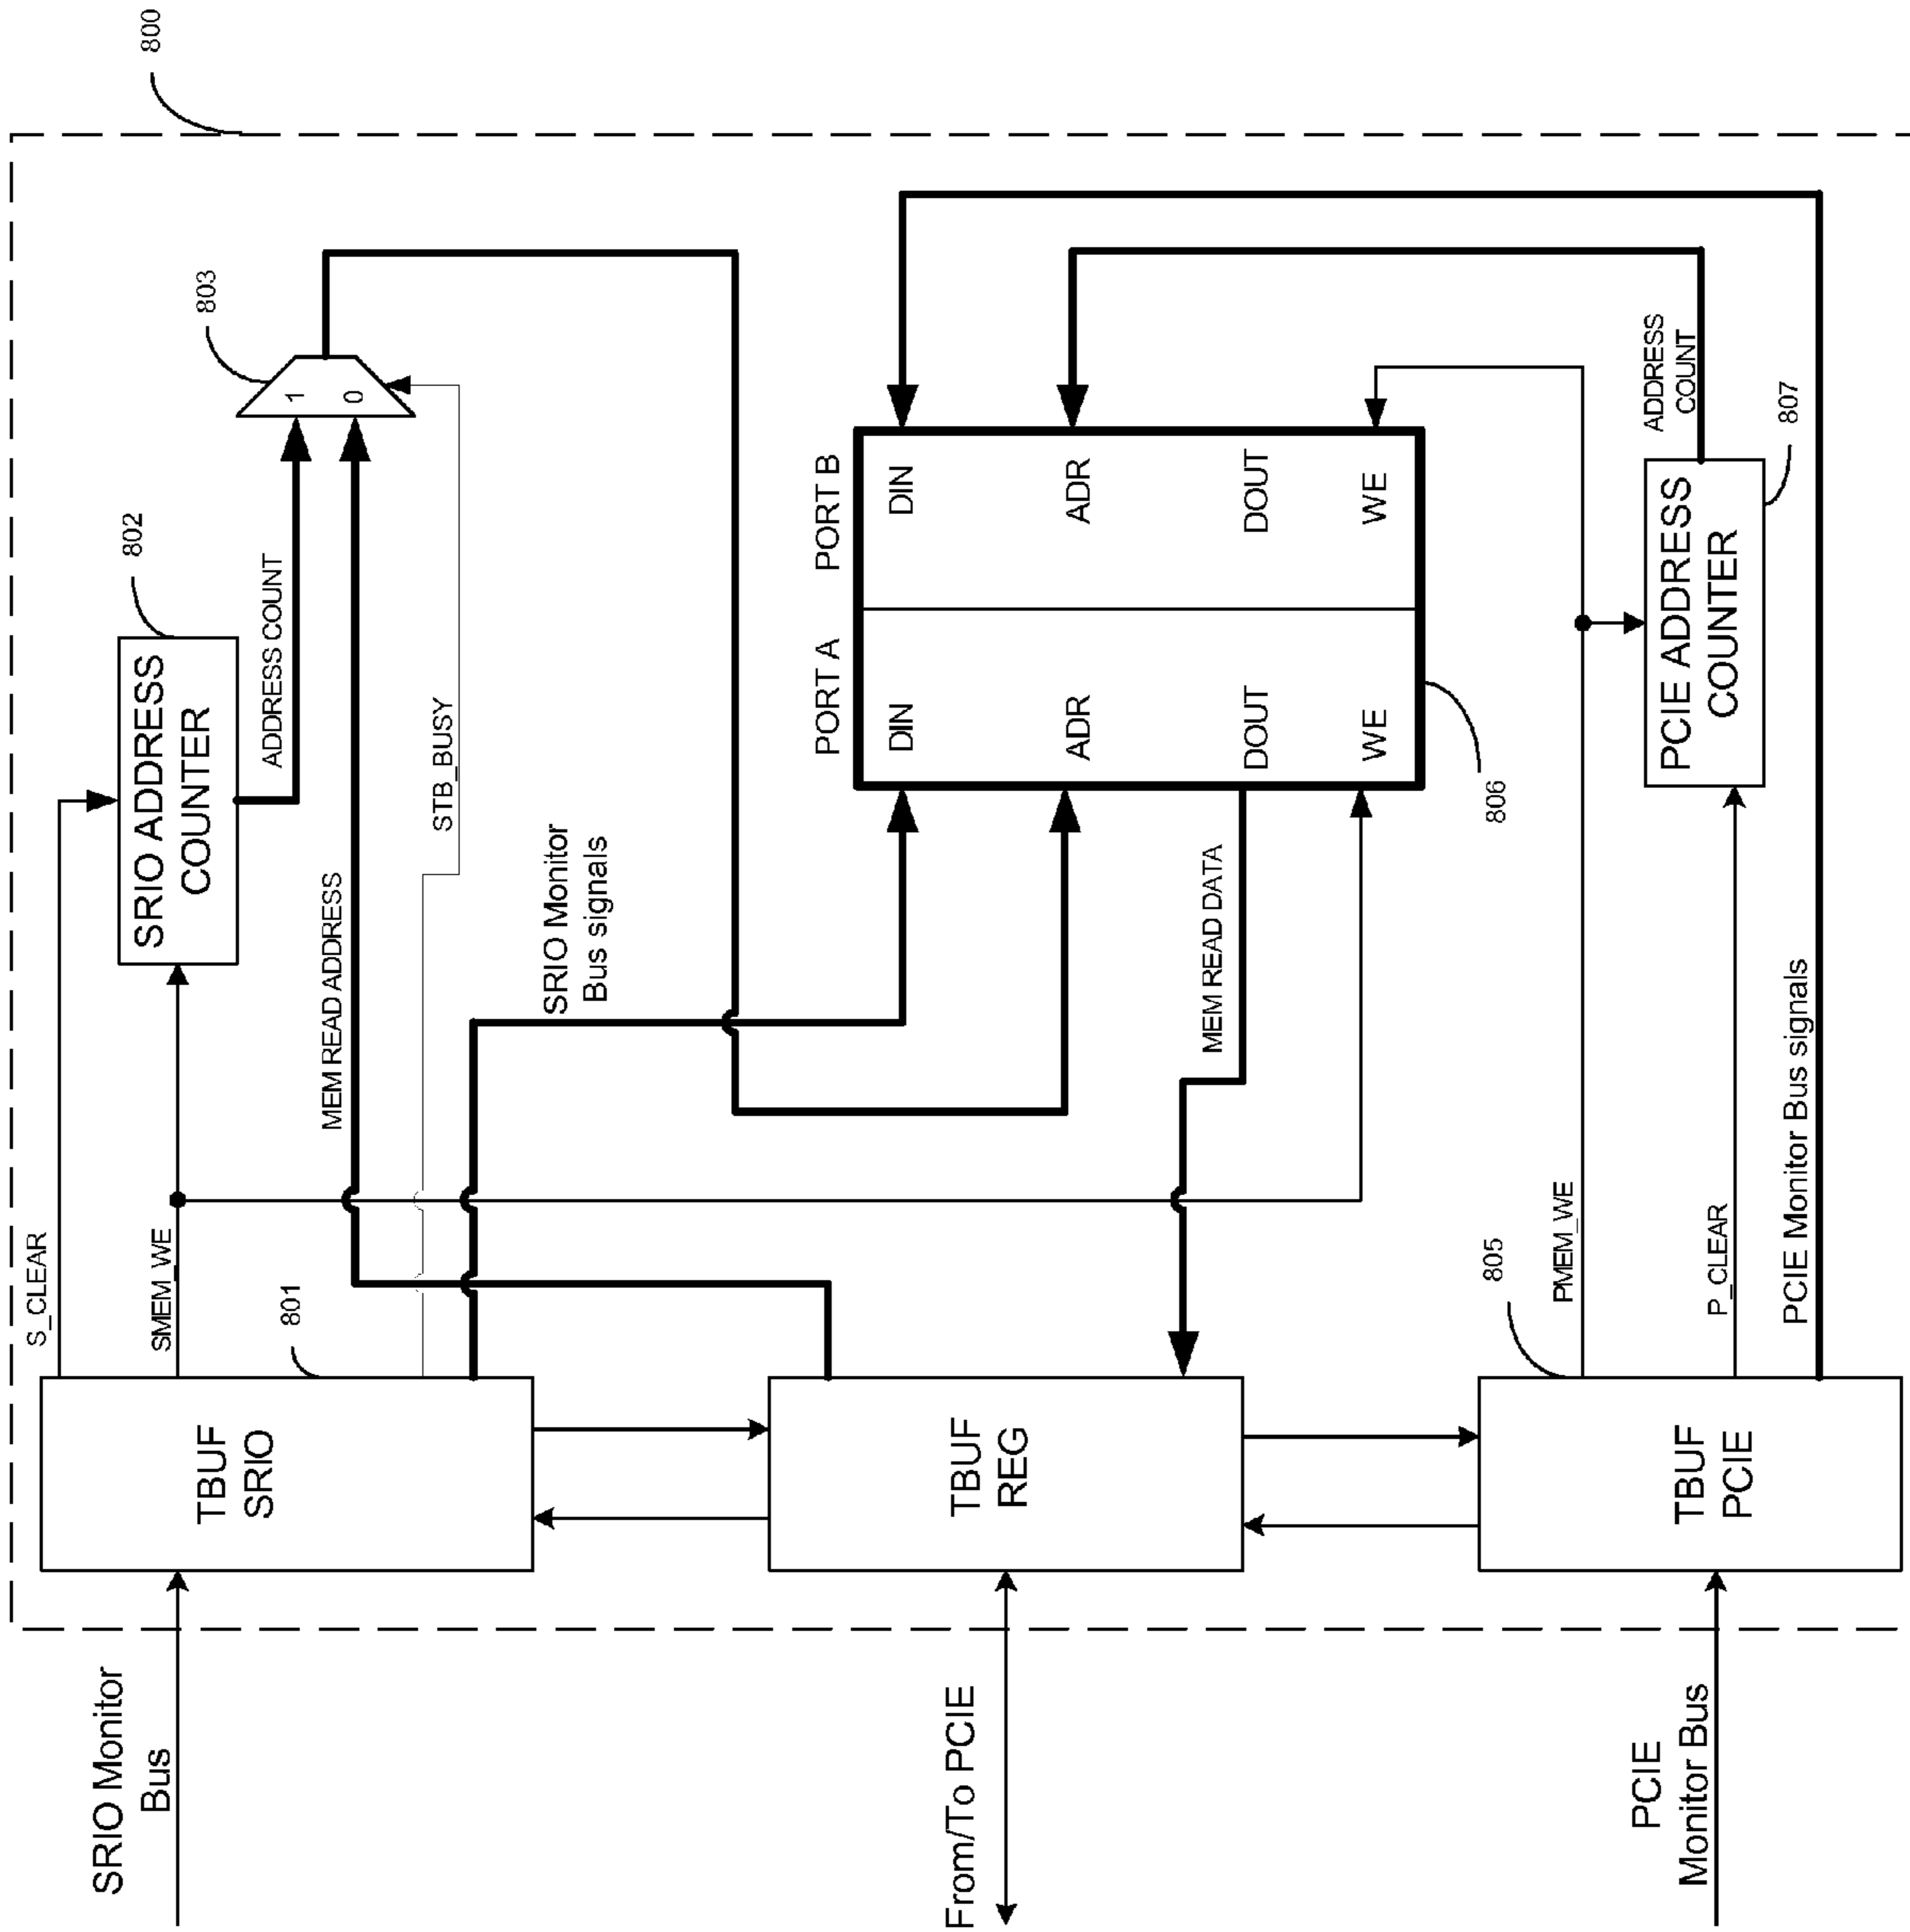 800
SRIO Monitor
Bus
S_CLEAR
SMEM_WE
801
TBUF
SRIO
SRIO ADDRESS
COUNTER
802
ADDRESS COUNT
803
1
0
MEM READ ADDRESS
STB_BUSY
SRIO Monitor
Bus signals
From/To PCIE
TBUF
REG
MEM READ DATA
PORT A
PORT B
DIN
ADR
DOUT
WE
DIN
ADR
DOUT
WE
806
PCIE
Monitor Bus
TBUF
PCIE
805
PMEM_WE
P_CLEAR
PCIE Monitor Bus signals
PCIE ADDRESS
COUNTER
807
ADDRESS
COUNT